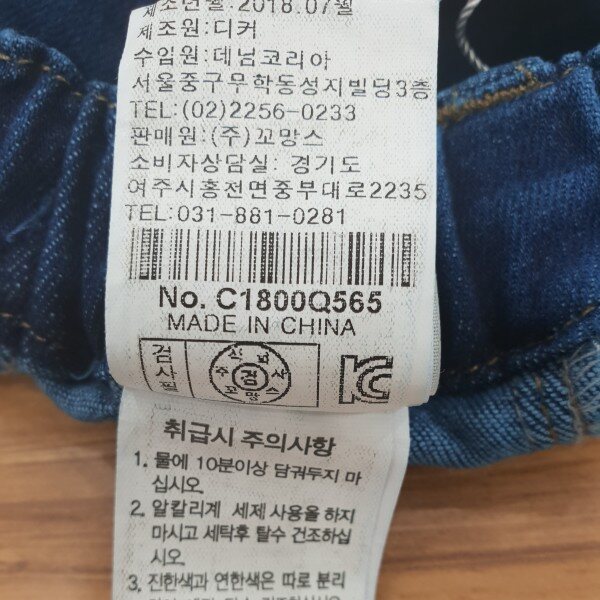 제조년월: 2018.07월
제조원: 디커
수입원: 데님코리아
서울중구무학동성지빌딩3층
TEL:(02)2256-0233
판매원: (주)꼬망스
소비자상담실: 경기도
여주시흥천면중부대로2235
TEL:031-881-0281
No. C1800Q565
MADE IN CHINA
검사필
주식회사
검
꼬망스
취급시 주의사항
1. 물에 10분이상 담궈두지 마
십시오.
2. 알칼리계 세제 사용을 하지
마시고 세탁후 탈수 건조하십
시오.
3. 진한색과 연한색은 따로 분리